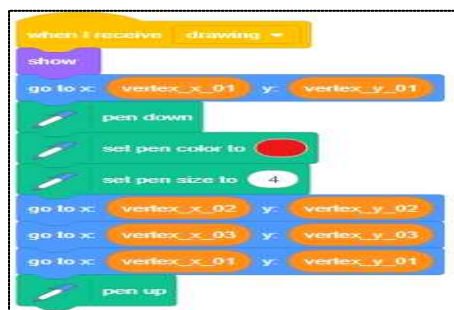 when I receive drawing
show
go to x: vertex_x_01 y: vertex_y_01
pen down
set pen color to
set pen size to 4
go to x: vertex_x_02 y: vertex_y_02
go to x: vertex_x_03 y: vertex_y_03
go to x: vertex_x_01 y: vertex_y_01
pen up